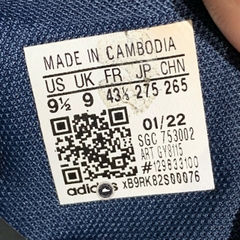 MADE IN CAMBODIA
US UK FR JP CHN
9½ 9 43⅓ 275 265
01/22
SGC 753002
ART GY8115
#129833100
adidas xB9RK82S00076